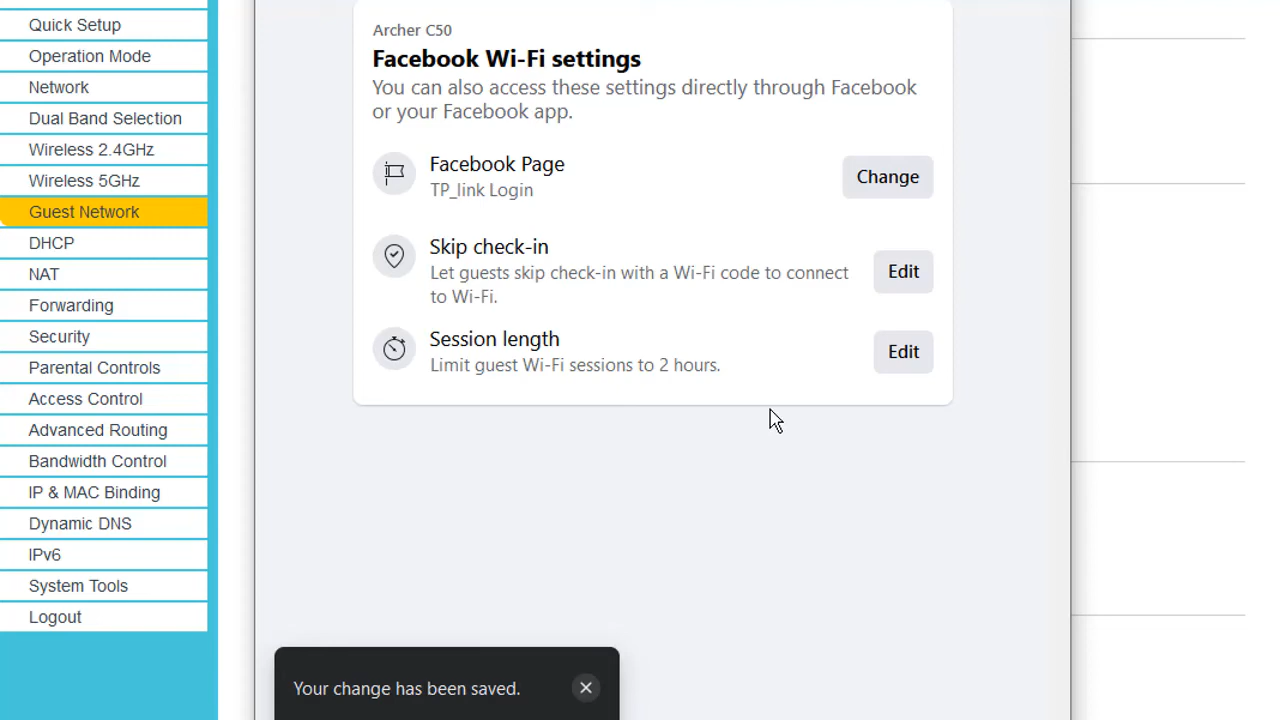 Quick Setup
Operation Mode
Network
Dual Band Selection
Wireless 2.4GHz
Wireless 5GHz
Guest Network
DHCP
NAT
Forwarding
Security
Parental Controls
Access Control
Advanced Routing
Bandwidth Control
IP & MAC Binding
Dynamic DNS
IPv6
System Tools
Logout
Archer C50
Facebook Wi-Fi settings
You can also access these settings directly through Facebook
or your Facebook app.
Facebook Page
TP_link Login
Change
Skip check-in
Let guests skip check-in with a Wi-Fi code to connect
to Wi-Fi.
Edit
Session length
Limit guest Wi-Fi sessions to 2 hours.
Edit
Your change has been saved.